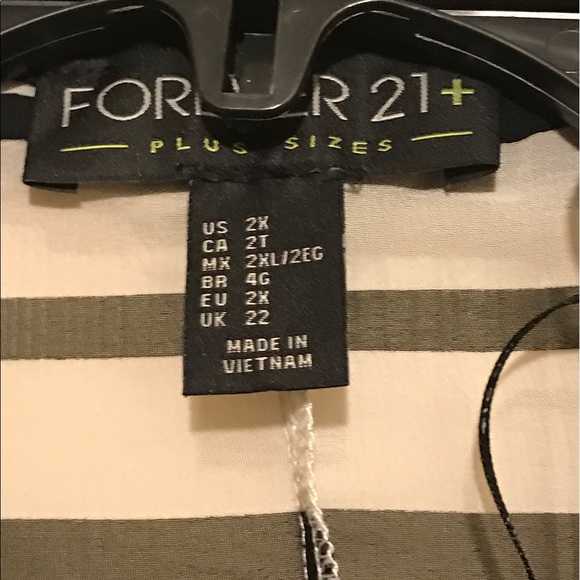 FOREVER 21+
PLUS SIZES
US 2X
CA 2T
MX 2XL/2EG
BR 4G
EU 2X
UK 22
MADE IN
VIETNAM